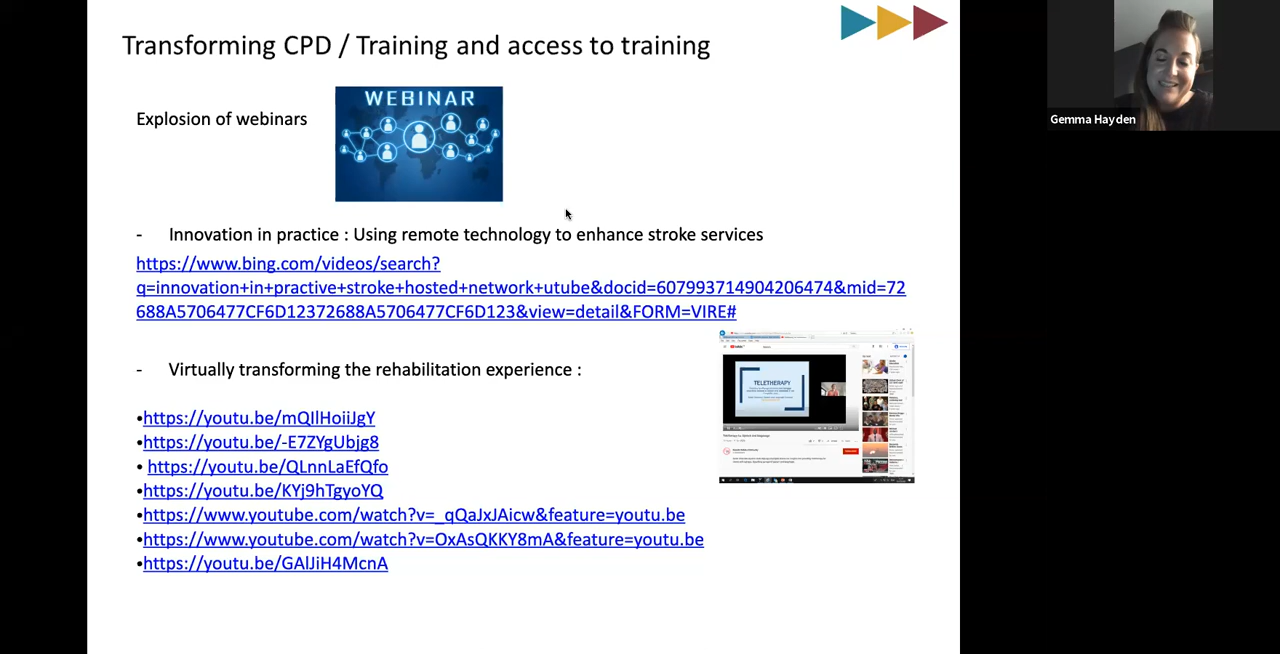 Transforming CPD / Training and access to training
Gemma Hayden
Explosion of webinars
WEBINAR
- Innovation in practice : Using remote technology to enhance stroke services
https://www.bing.com/videos/search?
q=innovation+in+practive+stroke+hosted+network+utube&docid=607993714904206474&mid=72
688A5706477CF6D12372688A5706477CF6D123&view=detail&FORM=VIRE#
- Virtually transforming the rehabilitation experience :
TELETHERAPY
•https://youtu.be/mQIlHoiiJgY
•https://youtu.be/-E7ZYgUbjg8
• https://youtu.be/QLnnLaEfQfo
•https://youtu.be/KYj9hTgyoYQ
•https://www.youtube.com/watch?v=_qQaJxJAicw&feature=youtu.be
•https://www.youtube.com/watch?v=OxAsQKKY8mA&feature=youtu.be
•https://youtu.be/GAlJiH4McnA